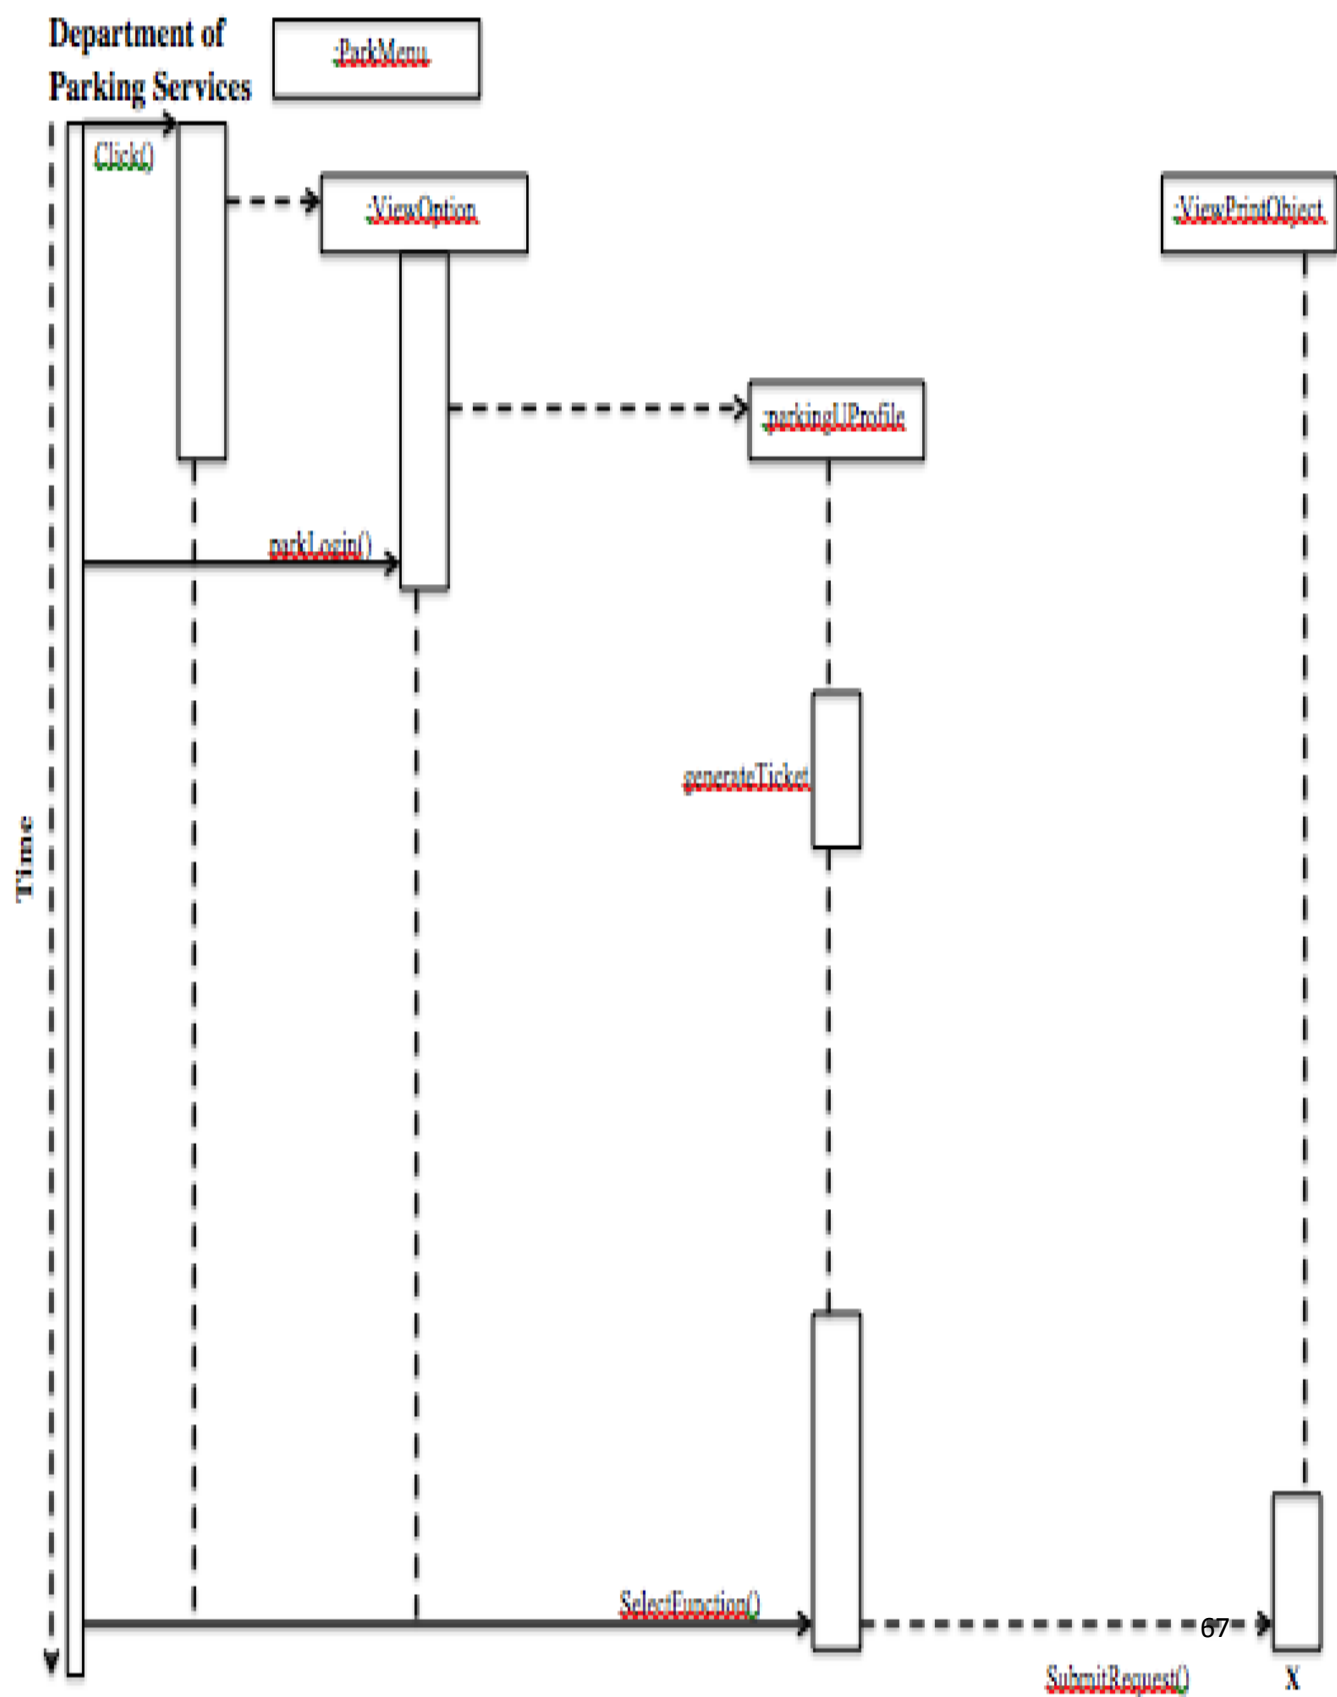 Department of
Parking Services
:ParkMenu
Click()
:ViewOption
:ViewPrintObject
:parkingUProfile
parkLogin()
generateTicket
Time
SelectFunction()
67
SubmitRequest()
X